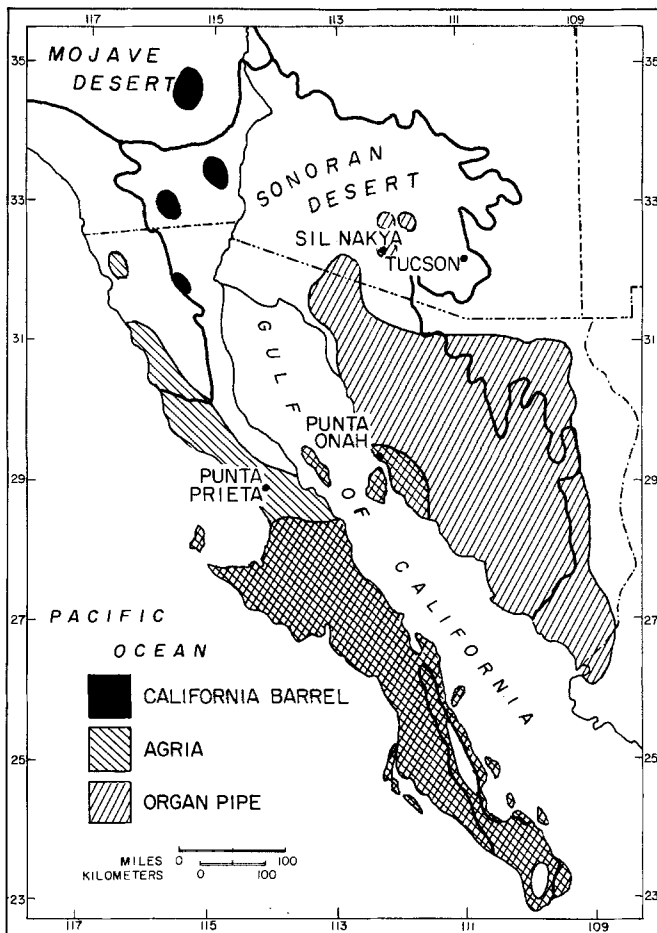 117 115 113 111 109
MOJAVE
DESERT
35 35
SONORAN
DESERT
33 33
SIL NAKYA
TUCSON
31 31
GULF
PUNTA
ONAH
PUNTA
PRIETA
29 29
OF
CALIFORNIA
27 27
PACIFIC
OCEAN
CALIFORNIA BARREL
25 25
AGRIA
ORGAN PIPE
MILES 0 100
KILOMETERS 0 100
23 23
117 115 113 111 109